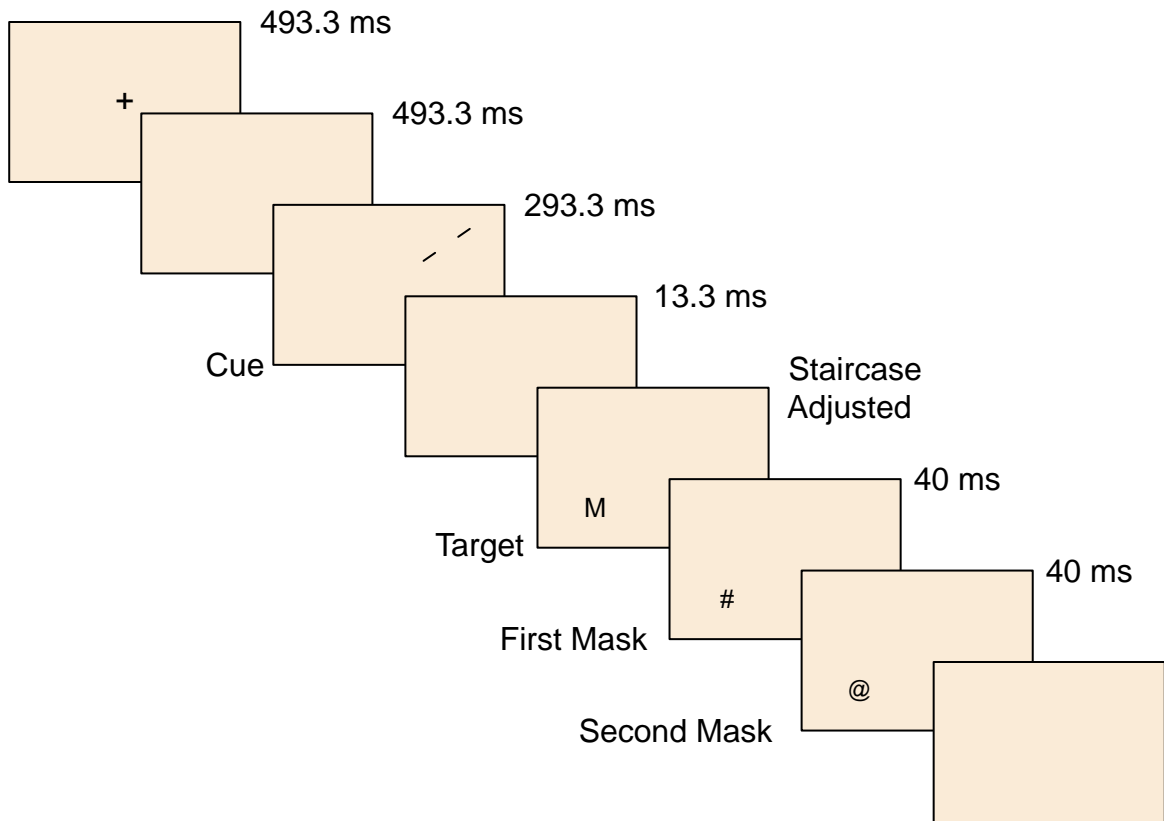 493.3 ms
+
493.3 ms
293.3 ms
13.3 ms
Cue
Staircase
Adjusted
40 ms
M
Target
40 ms
#
First Mask
@
Second Mask